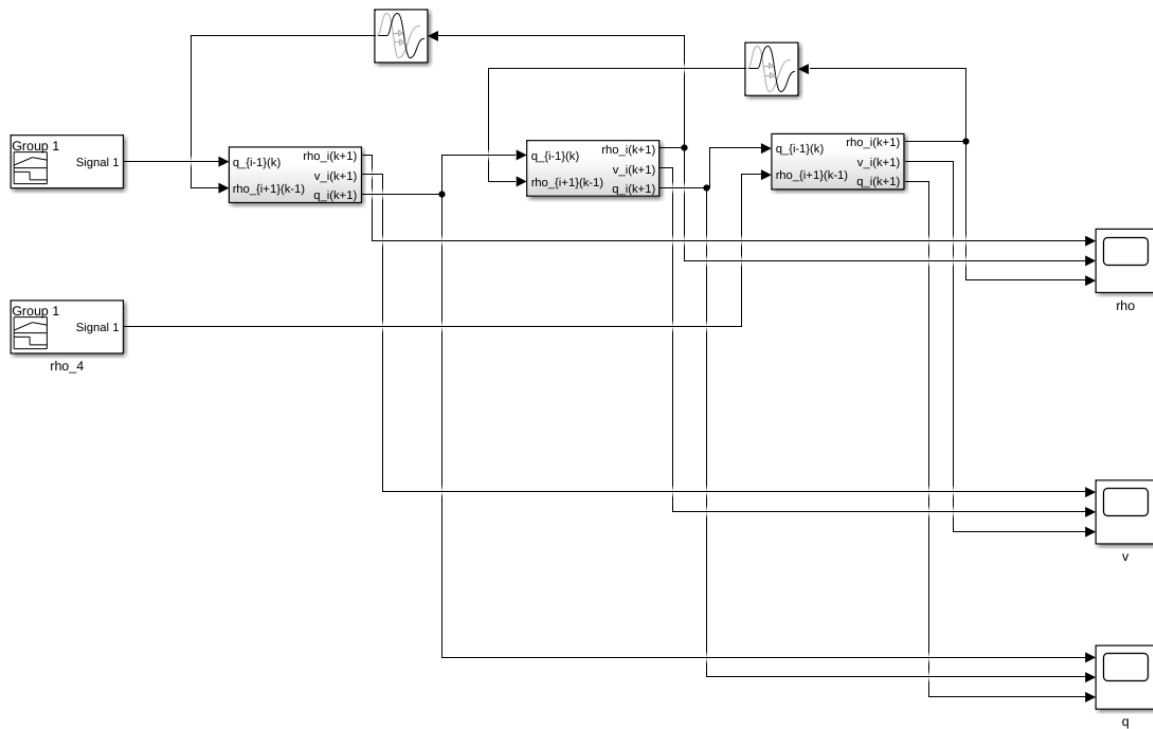 Group 1
Signal 1
q_{i-1}(k)
rho_{i+1}(k-1)
rho_i(k+1)
v_i(k+1)
q_i(k+1)
q_{i-1}(k)
rho_{i+1}(k-1)
rho_i(k+1)
v_i(k+1)
q_i(k+1)
q_{i-1}(k)
rho_{i+1}(k-1)
rho_i(k+1)
v_i(k+1)
q_i(k+1)
rho
Group 1
Signal 1
rho_4
v
q